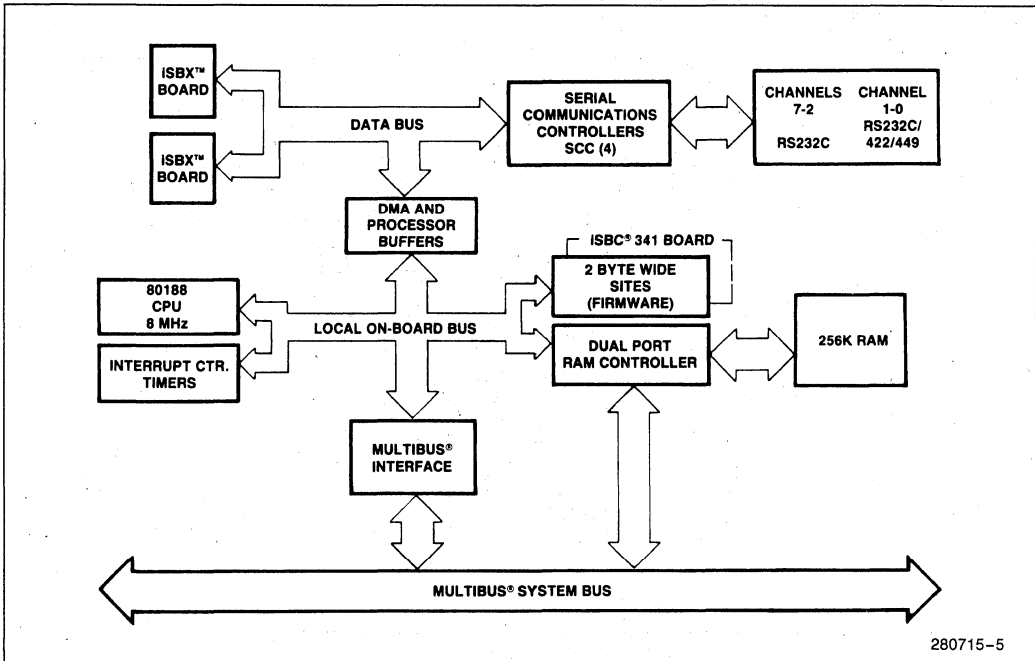 iSBX™
BOARD
iSBX™
BOARD
DATA BUS
SERIAL
COMMUNICATIONS
CONTROLLERS
SCC (4)
CHANNELS
7-2
RS232C
CHANNEL
1-0
RS232C/
422/449
DMA AND
PROCESSOR
BUFFERS
iSBC® 341 BOARD
2 BYTE WIDE
SITES
(FIRMWARE)
80188
CPU
8 MHz
LOCAL ON-BOARD BUS
INTERRUPT CTR.
TIMERS
DUAL PORT
RAM CONTROLLER
256K RAM
MULTIBUS®
INTERFACE
MULTIBUS® SYSTEM BUS
280715–5